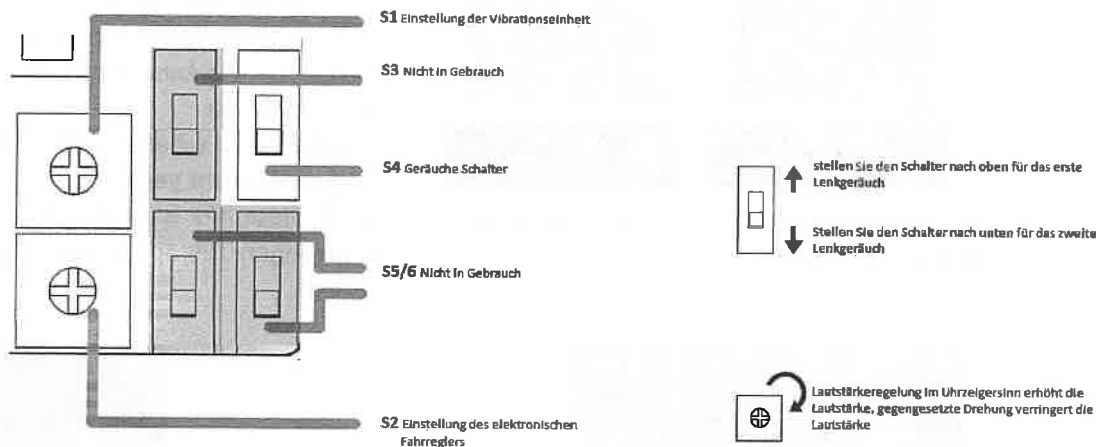 S1 Einstellung der Vibrationseinheit
S3 Nicht in Gebrauch
S4 Geräuche Schalter
S5/6 Nicht in Gebrauch
S2 Einstellung des elektronischen
Fahrreglers
stellen Sie den Schalter nach oben für das erste
Lenkgeräuch
Stellen Sie den Schalter nach unten für das zweite
Lenkgeräuch
Lautstärkeregelung im Uhrzeigersinn erhöht die
Lautstärke, gegengesetzte Drehung verringert die
Lautstärke